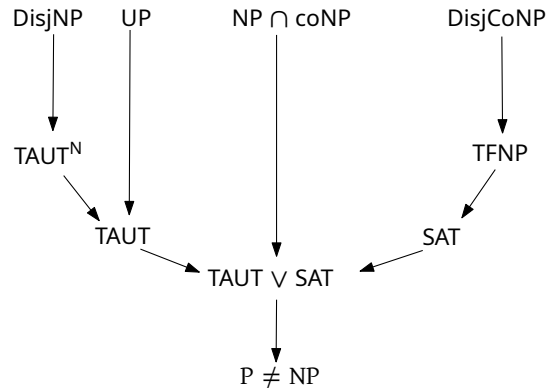 DisjNP UP NP ∩ coNP DisjCoNP
TAUT^N TFNP
TAUT SAT
TAUT ∨ SAT
P ≠ NP